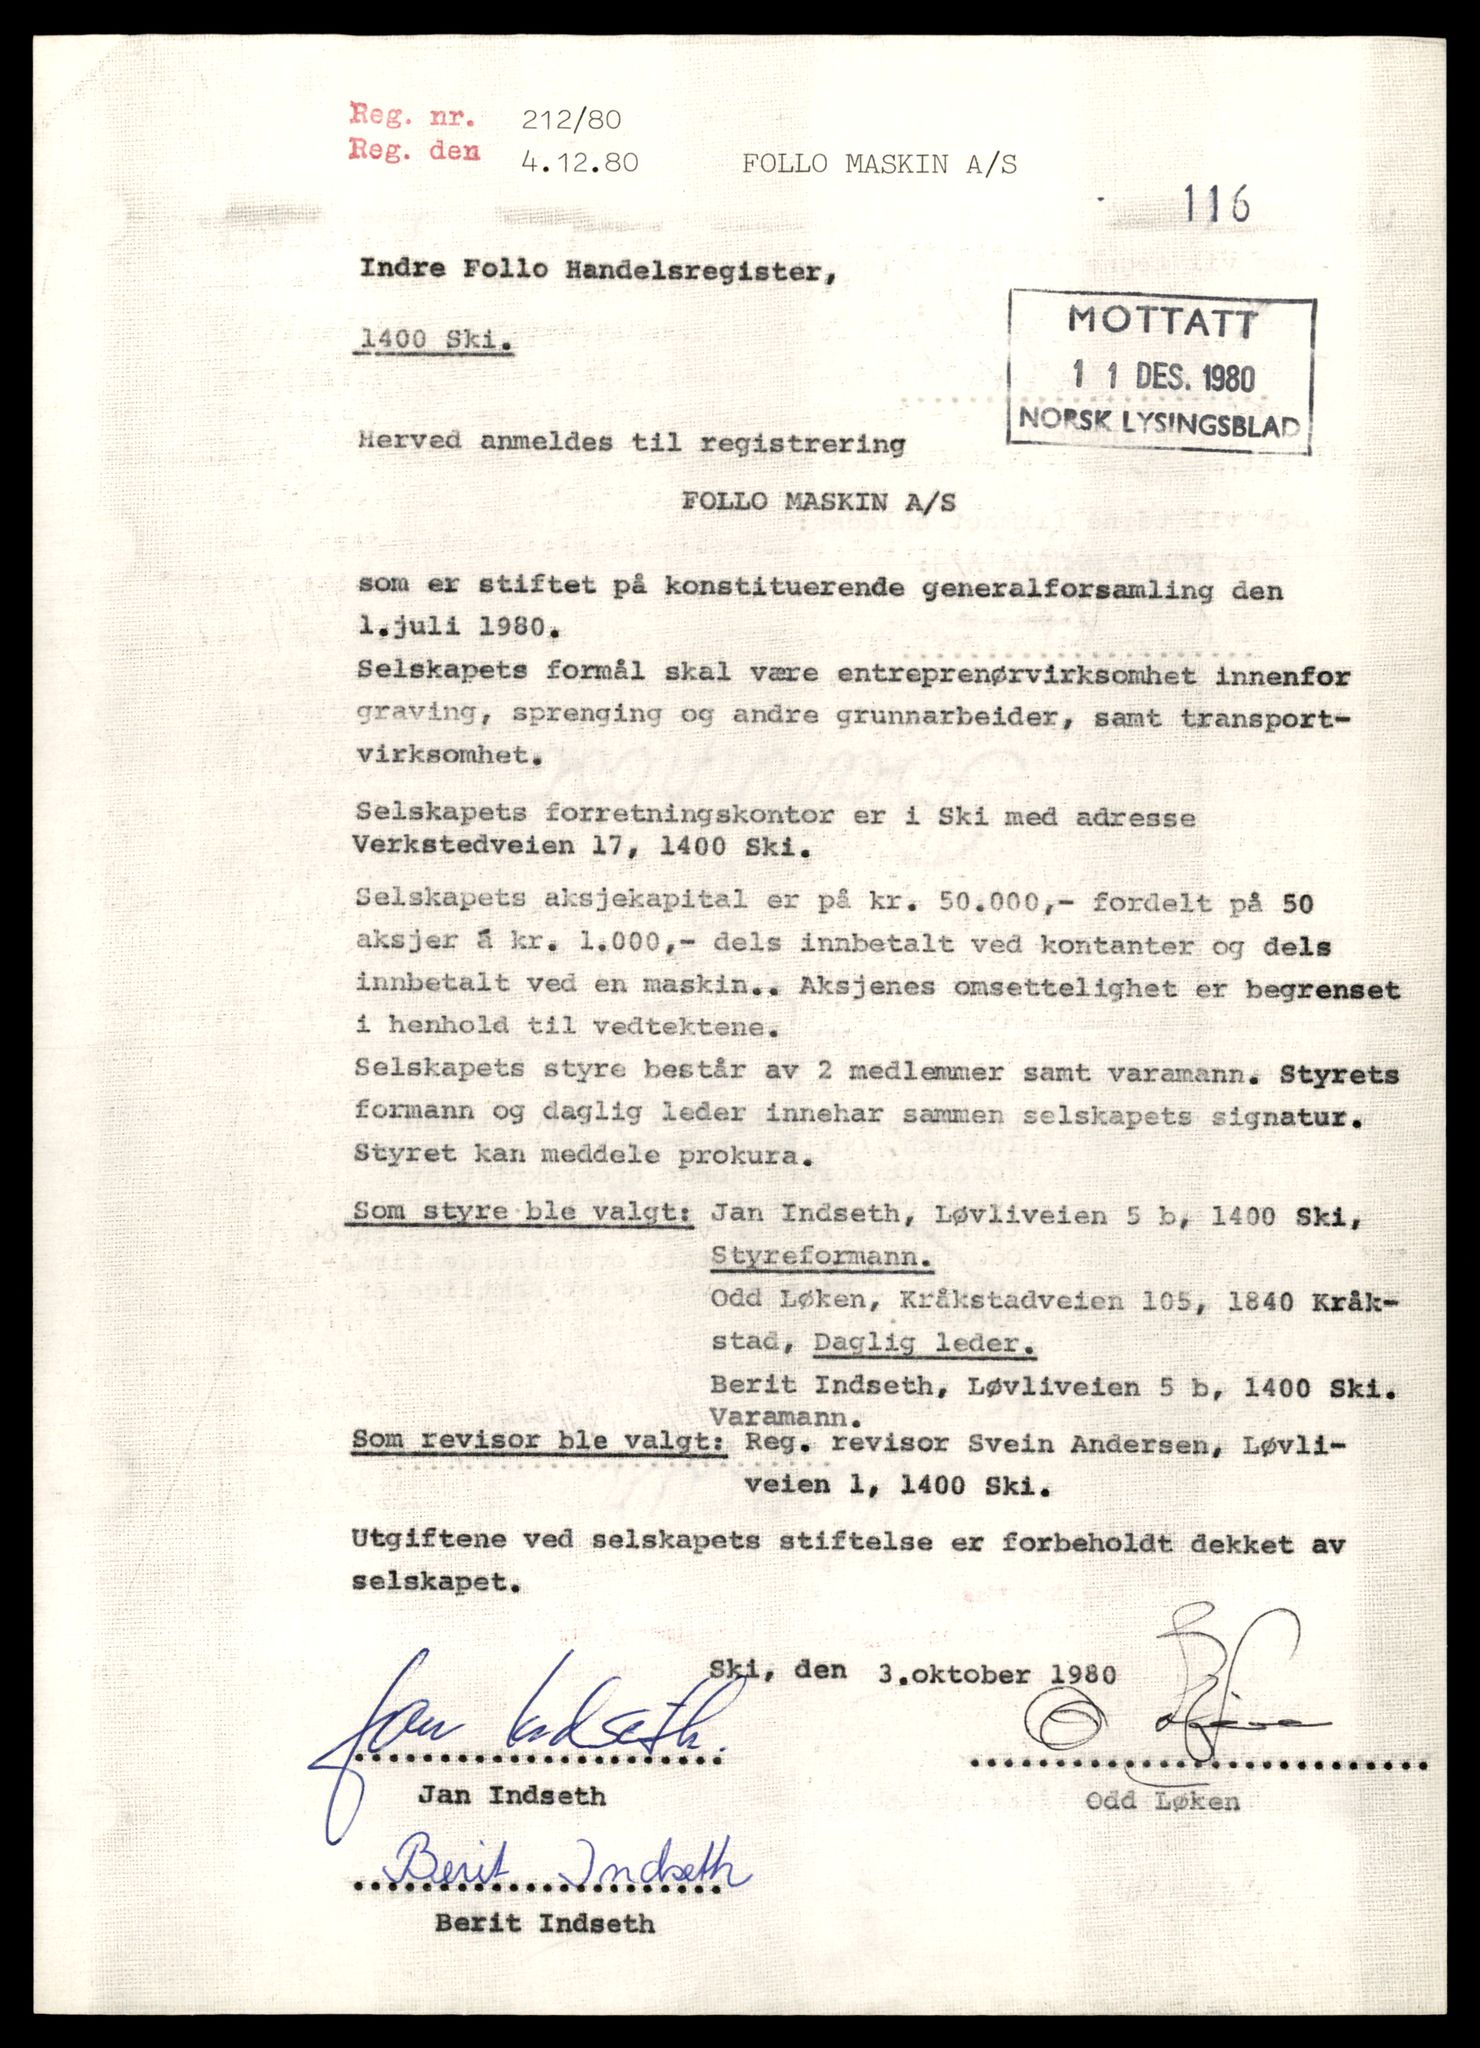 Reg. nr. 212/80
Reg. den 4.12.80 FOLLO MASKIN A/S
116
Indre Follo Handelsregister,
1400 Ski.
MOTTATT
11 DES. 1980
NORSK LYSINGSBLAD
Herved anmeldes til registrering
FOLLO MASKIN A/S
som er stiftet på konstituerende generalforsamling den
1.juli 1980.
Selskapets formål skal være entreprenørvirksomhet innenfor
graving, sprenging og andre grunnarbeider, samt transport-
virksomhet.
Selskapets forretningskontor er i Ski med adresse
Verkstedveien 17, 1400 Ski.
Selskapets aksjekapital er på kr. 50.000,- fordelt på 50
aksjer á kr. 1.000,- dels innbetalt ved kontanter og dels
innbetalt ved en maskin.. Aksjenes omsettelighet er begrenset
i henhold til vedtektene.
Selskapets styre består av 2 medlemmer samt varamann. Styrets
formann og daglig leder innehar sammen selskapets signatur.
Styret kan meddele prokura.
Som styre ble valgt: Jan Indseth, Løvliveien 5 b, 1400 Ski,
Styreformann.
Odd Løken, Kråkstadveien 105, 1840 Kråk-
stad, Daglig leder.
Berit Indseth, Løvliveien 5 b, 1400 Ski.
Varamann.
Som revisor ble valgt: Reg. revisor Svein Andersen, Løvli-
veien 1, 1400 Ski.
Utgiftene ved selskapets stiftelse er forbeholdt dekket av
selskapet.
Ski, den 3.oktober 1980
Jan Indseth.
Jan Indseth
Odd Løken
Berit Indseth
Berit Indseth